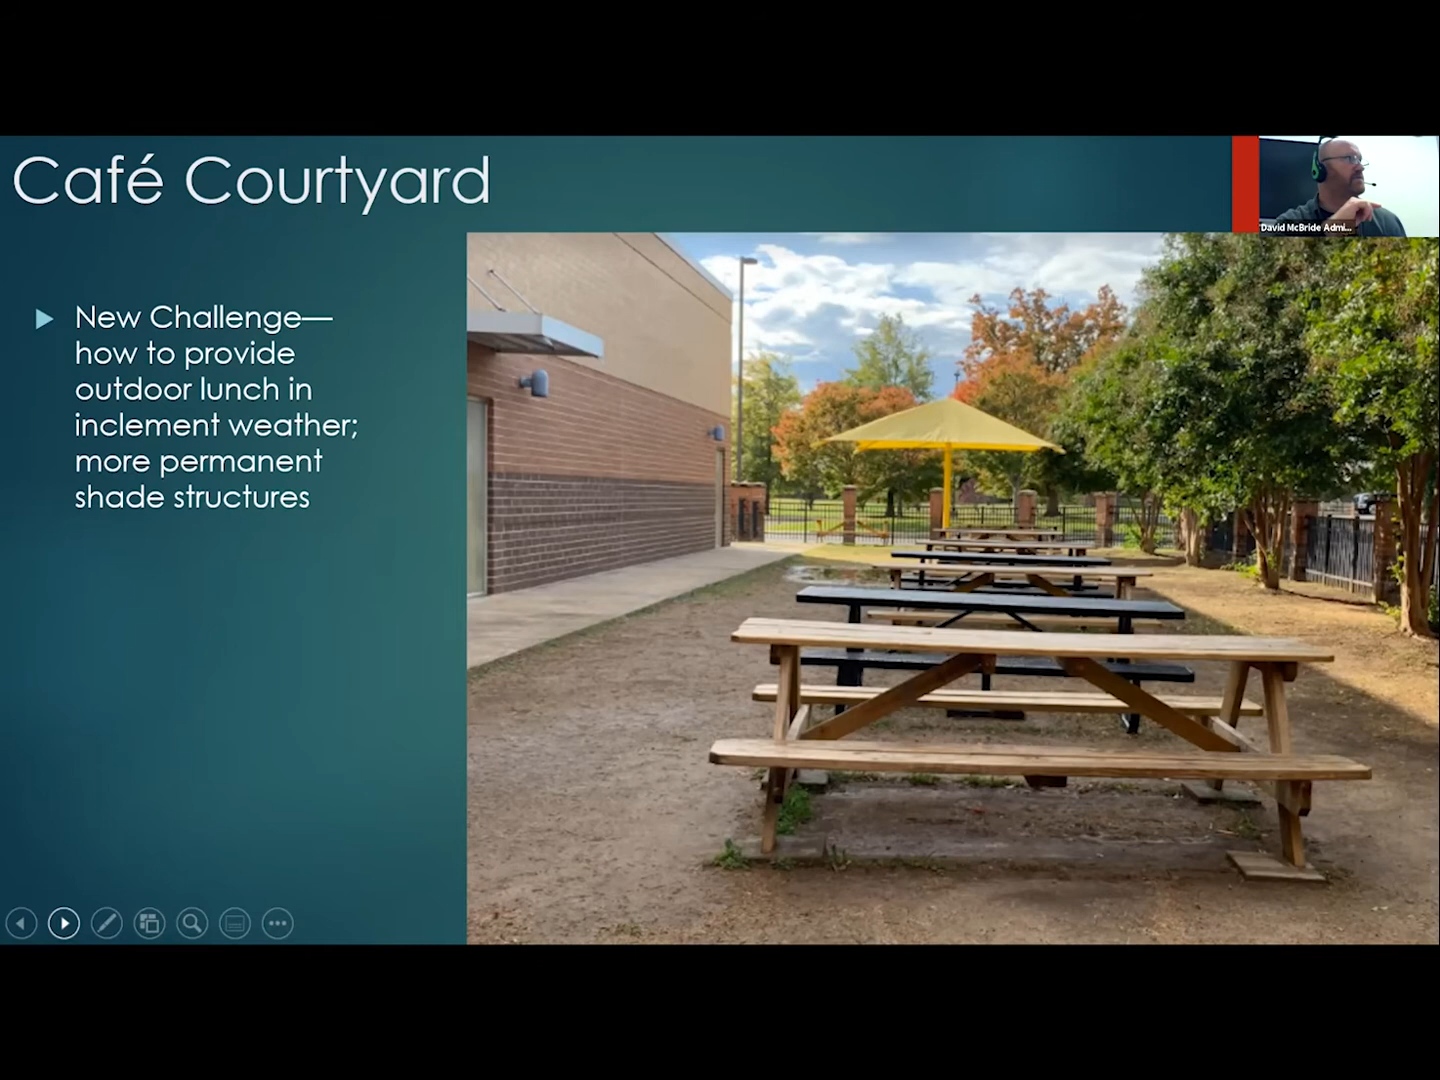 Café Courtyard
David McBride Admi...
New Challenge—
how to provide
outdoor lunch in
inclement weather;
more permanent
shade structures